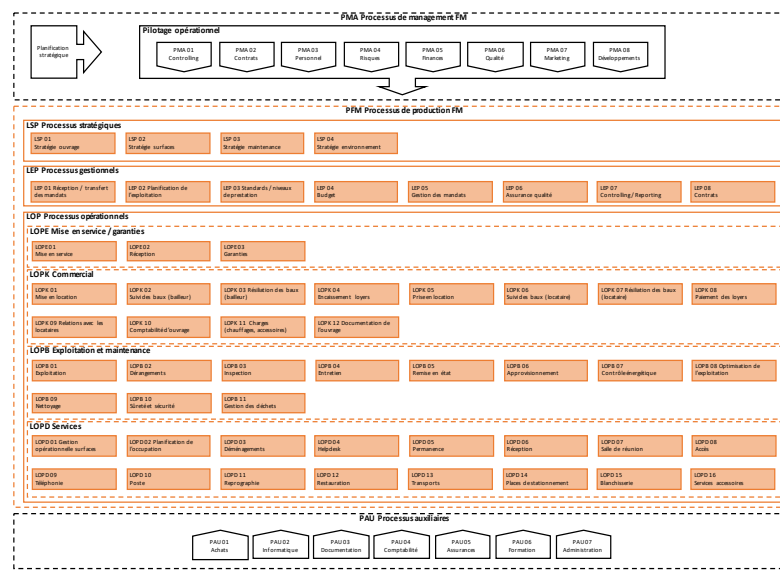 PMA Processus de management FM
Planification
stratégique
Pilotage opérationnel
PMA 01
Controlling
PMA 02
Contrats
PMA 03
Personnel
PMA 04
Risques
PMA 05
Finances
PMA 06
Qualité
PMA 07
Marketing
PMA 08
Développements
PFM Processus de production FM
LSP Processus stratégiques
LSP 01
Stratégie ouvrage
LSP 02
Stratégie surfaces
LSP 03
Stratégie maintenance
LSP 04
Stratégie environnement
LEP Processus gestionnels
LEP 01 Réception / transfert
des mandats
LEP 02 Planification de
l'exploitation
LEP 03 Standards / niveaux
de prestation
LEP 04
Budget
LEP 05
Gestion des mandats
LEP 06
Assurance qualité
LEP 07
Controlling / Reporting
LEP 08
Contrats
LOP Processus opérationnels
LOPE Mise en service / garanties
LOPE 01
Mise en service
LOPE 02
Réception
LOPE 03
Garanties
LOPK Commercial
LOPK 01
Mise en location
LOPK 02
Suivi des baux (bailleur)
LOPK 03 Résiliation des baux
(bailleur)
LOPK 04
Encaissement loyers
LOPK 05
Prise en location
LOPK 06
Suivi des baux (locataire)
LOPK 07 Résiliation des baux
(locataire)
LOPK 08
Paiement des loyers
LOPK 09 Relations avec les
locataires
LOPK 10
Comptabilité d'ouvrage
LOPK 11 Charges
(chauffages, accessoires)
LOPK 12 Documentation de
l'ouvrage
LOPB Exploitation et maintenance
LOPB 01
Exploitation
LOPB 02
Dérangements
LOPB 03
Inspection
LOPB 04
Entretien
LOPB 05
Remise en état
LOPB 06
Approvisionnement
LOPB 07
Contrôle énergétique
LOPB 08 Optimisation de
l'exploitation
LOPB 09
Nettoyage
LOPB 10
Sûreté et sécurité
LOPB 11
Gestion des déchets
LOPD Services
LOPD 01 Gestion
opérationnelle surfaces
LOPD 02 Planification de
l'occupation
LOPD 03
Déménagements
LOPD 04
Helpdesk
LOPD 05
Permanence
LOPD 06
Réception
LOPD 07
Salle de réunion
LOPD 08
Accès
LOPD 09
Téléphonie
LOPD 10
Poste
LOPD 11
Reprographie
LOPD 12
Restauration
LOPD 13
Transports
LOPD 14
Places de stationnement
LOPD 15
Blanchisserie
LOPD 16
Services accessoires
PAU Processus auxiliaires
PAU 01
Achats
PAU 02
Informatique
PAU 03
Documentation
PAU 04
Comptabilité
PAU 05
Assurances
PAU 06
Formation
PAU 07
Administration